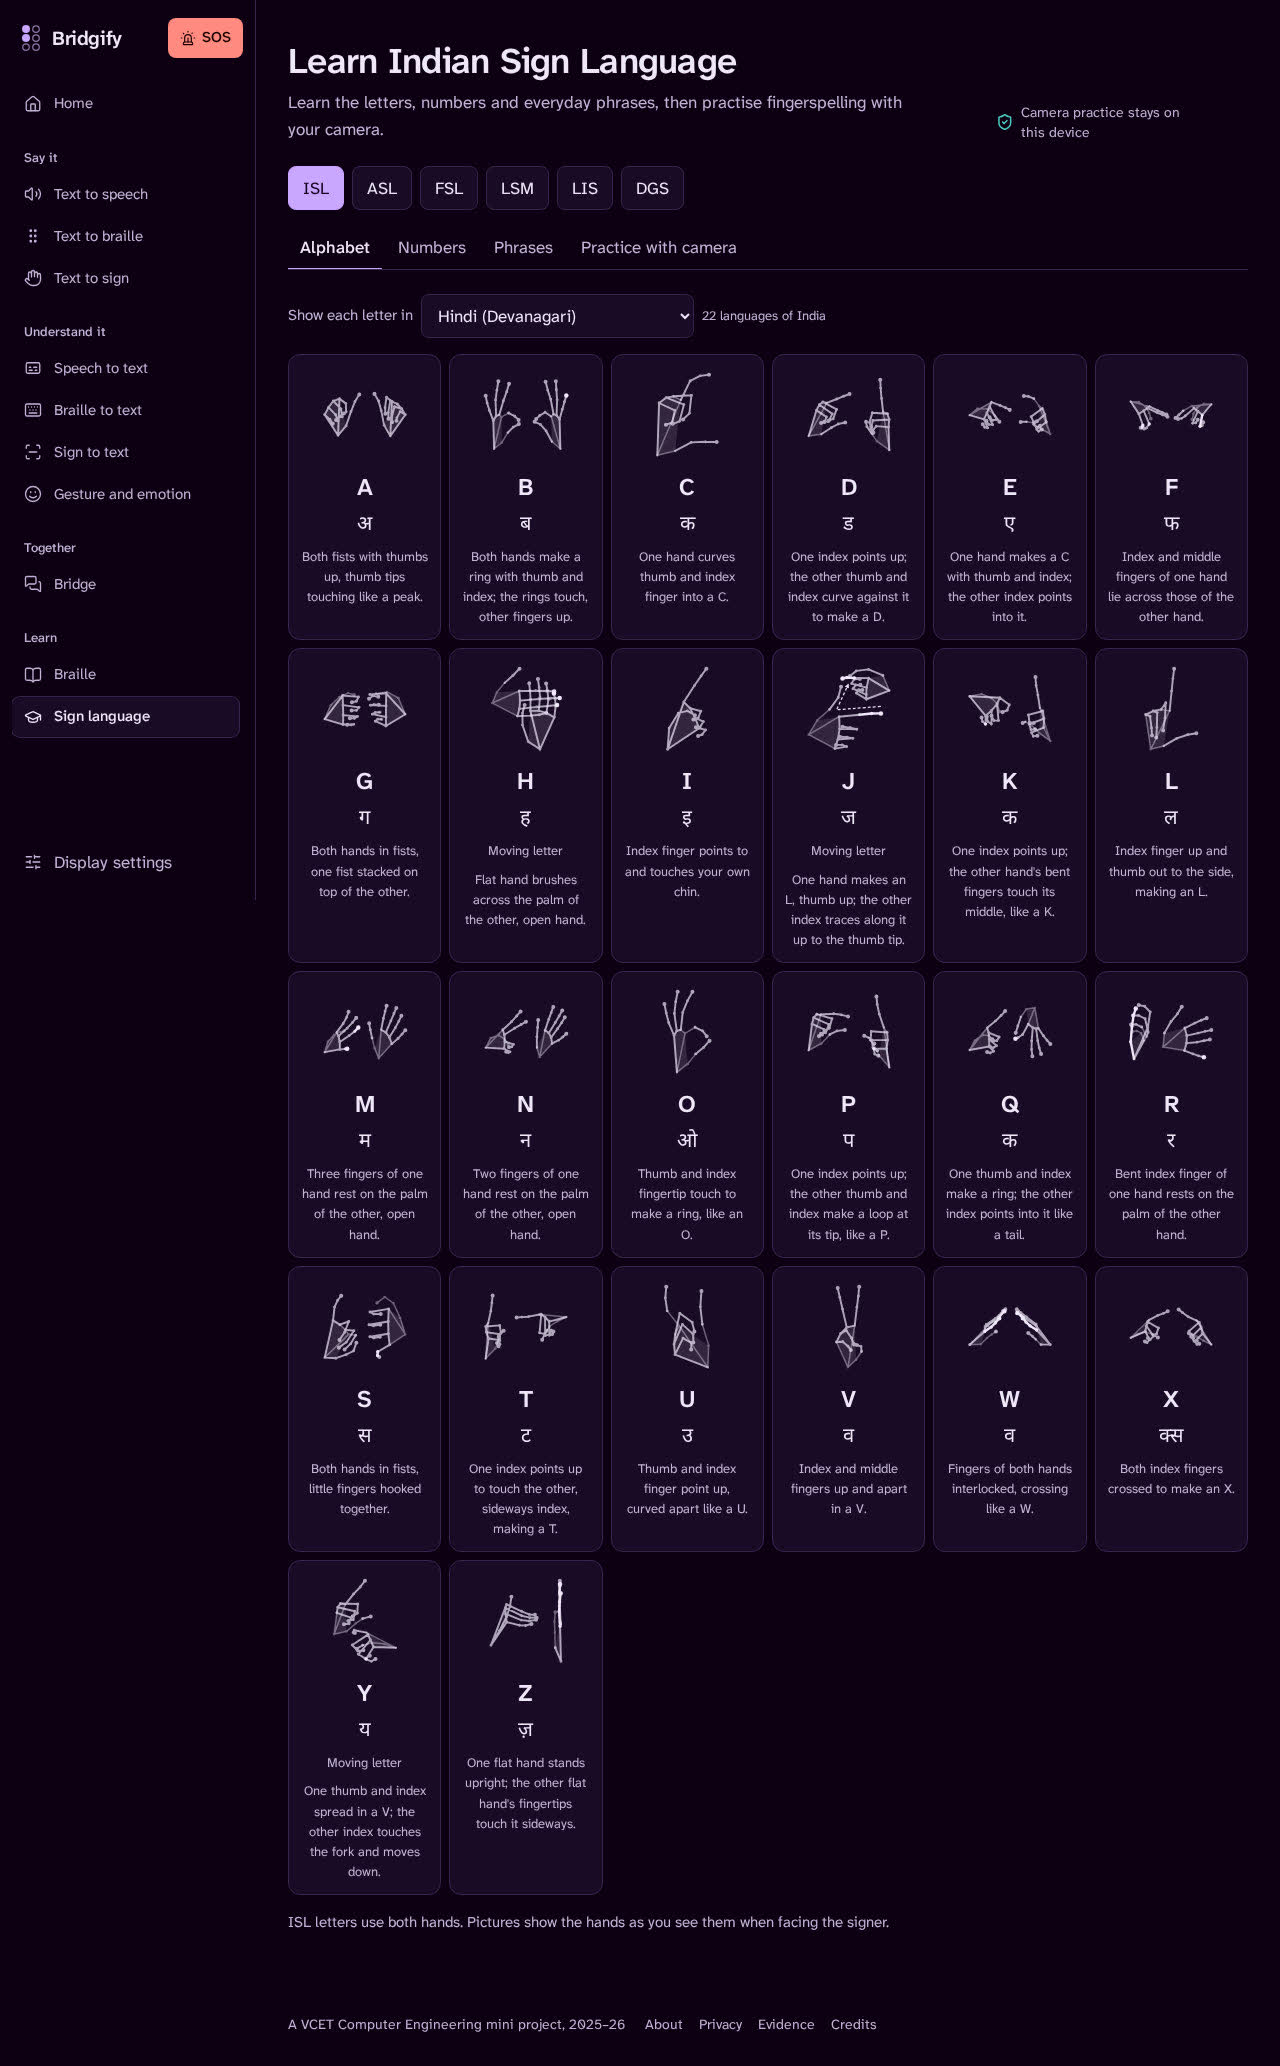 Bridgify
SOS
Home
Say it
Text to speech
Text to braille
Text to sign
Understand it
Speech to text
Braille to text
Sign to text
Gesture and emotion
Together
Bridge
Learn
Braille
Sign language
Display settings
Learn Indian Sign Language
Learn the letters, numbers and everyday phrases, then practise fingerspelling with
your camera.
Camera practice stays on
this device
ISL ASL FSL LSM LIS DGS
Alphabet Numbers Phrases Practice with camera
Show each letter in Hindi (Devanagari) 22 languages of India
A
अ
Both fists with thumbs
up, thumb tips
touching like a peak.
B
ब
Both hands make a
ring with thumb and
index; the rings touch,
other fingers up.
C
क
One hand curves
thumb and index
finger into a C.
D
ड
One index points up;
the other thumb and
index curve against it
to make a D.
E
ए
One hand makes a C
with thumb and index;
the other index points
into it.
F
फ
Index and middle
fingers of one hand
lie across those of the
other hand.
G
ग
Both hands in fists,
one fist stacked on
top of the other.
H
ह
Moving letter
Flat hand brushes
across the palm of
the other, open hand.
I
इ
Index finger points to
and touches your own
chin.
J
ज
Moving letter
One hand makes an
L, thumb up; the other
index traces along it
up to the thumb tip.
K
क
One index points up;
the other hand's bent
fingers touch its
middle, like a K.
L
ल
Index finger up and
thumb out to the side,
making an L.
M
म
Three fingers of one
hand rest on the palm
of the other, open
hand.
N
न
Two fingers of one
hand rest on the palm
of the other, open
hand.
O
ओ
Thumb and index
fingertip touch to
make a ring, like an
O.
P
प
One index points up;
the other thumb and
index make a loop at
its tip, like a P.
Q
क
One thumb and index
make a ring; the other
index points into it like
a tail.
R
र
Bent index finger of
one hand rests on the
palm of the other
hand.
S
स
Both hands in fists,
little fingers hooked
together.
T
ट
One index points up
to touch the other,
sideways index,
making a T.
U
उ
Thumb and index
finger point up,
curved apart like a U.
V
व
Index and middle
fingers up and apart
in a V.
W
व
Fingers of both hands
interlocked, crossing
like a W.
X
क्स
Both index fingers
crossed to make an X.
Y
य
Moving letter
One thumb and index
spread in a V; the
other index touches
the fork and moves
down.
Z
ज़
One flat hand stands
upright; the other flat
hand's fingertips
touch it sideways.
ISL letters use both hands. Pictures show the hands as you see them when facing the signer.
A VCET Computer Engineering mini project, 2025–26 About Privacy Evidence Credits